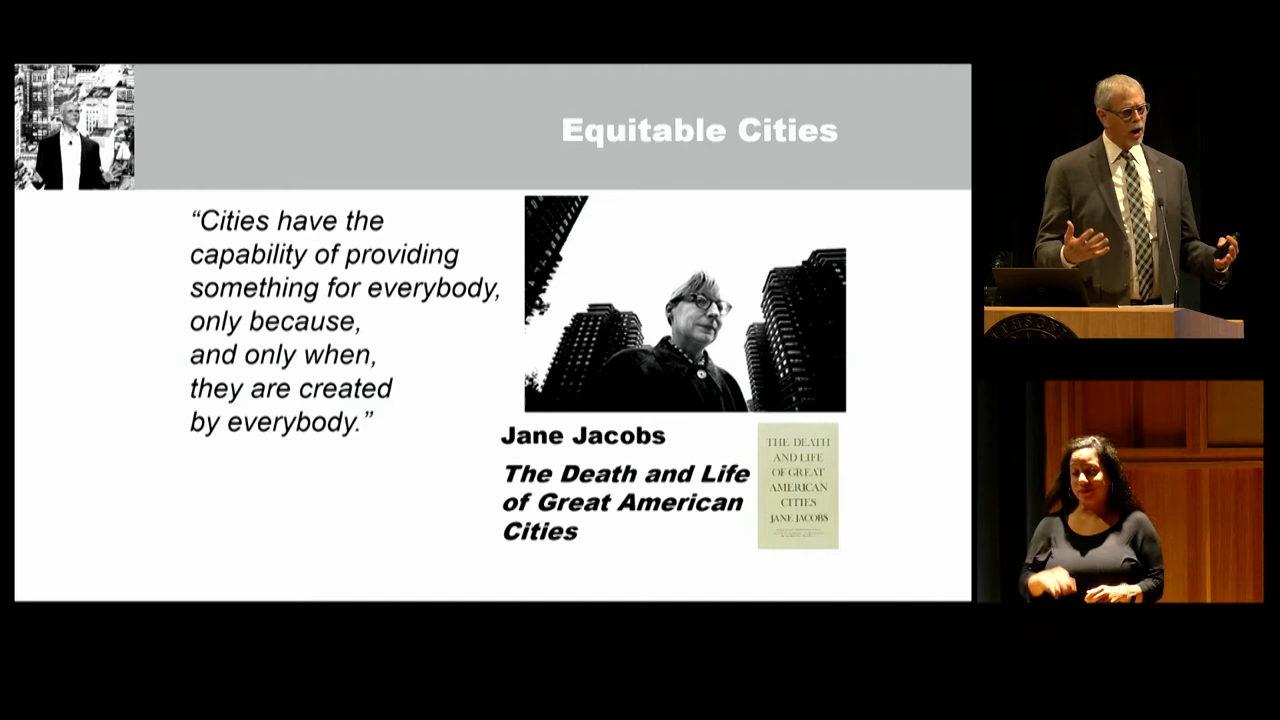 Equitable Cities
“Cities have the
capability of providing
something for everybody,
only because,
and only when,
they are created
by everybody.”
Jane Jacobs
The Death and Life
of Great American
Cities
THE DEATH
AND LIFE
OF GREAT
AMERICAN
CITIES
JANE JACOBS